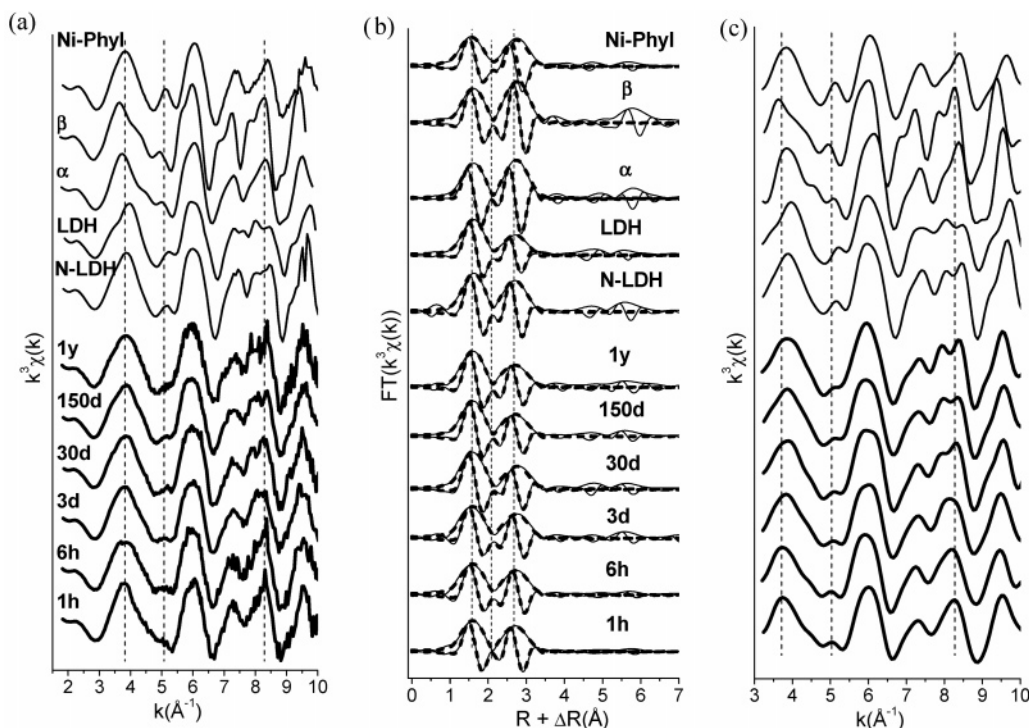 (a)
Ni-Phyl
β
α
LDH
N-LDH
1y
150d
30d
3d
6h
1h
k³χ(k)
2 3 4 5 6 7 8 9 10
k(Å⁻¹)
(b)
Ni-Phyl
β
α
LDH
N-LDH
1y
150d
30d
3d
6h
1h
FT(k³χ(k))
0 1 2 3 4 5 6 7
R + ΔR(Å)
(c)
k³χ(k)
3 4 5 6 7 8 9 10
k(Å⁻¹)